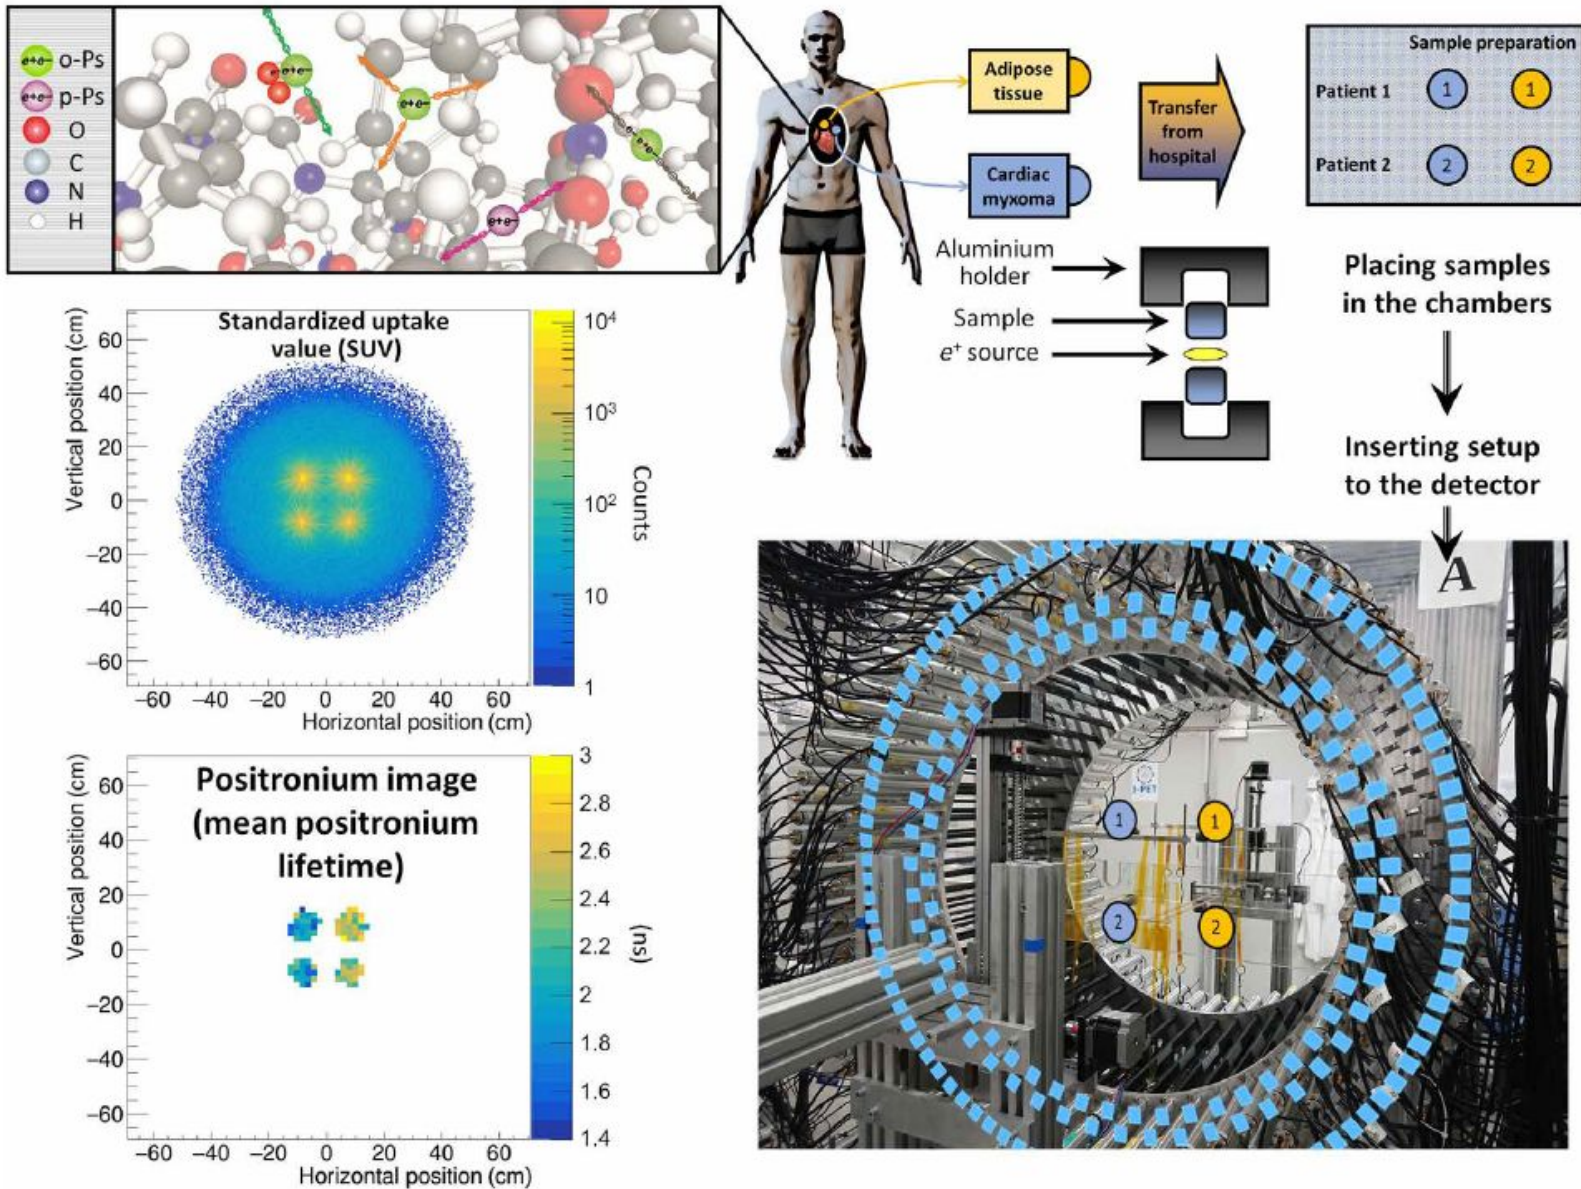 e+e− o-Ps
e+e− p-Ps
O
C
N
H
e+e−
e+e−
e+e−
e+e−
Adipose
tissue
Cardiac
myxoma
Transfer
from
hospital
Sample preparation
Patient 1 1 1
Patient 2 2 2
Aluminium
holder
Sample
e⁺ source
Placing samples
in the chambers
Inserting setup
to the detector
Standardized uptake
value (SUV)
Vertical position (cm)
60
40
20
0
−20
−40
−60
−60 −40 −20 0 20 40 60
Horizontal position (cm)
10⁴
10³
10²
10
1
Counts
Positronium image
(mean positronium
lifetime)
Vertical position (cm)
60
40
20
0
−20
−40
−60
−60 −40 −20 0 20 40 60
Horizontal position (cm)
3
2.8
2.6
2.4
2.2
2
1.8
1.6
1.4
(ns)
A
J-PET
1 1
2 2